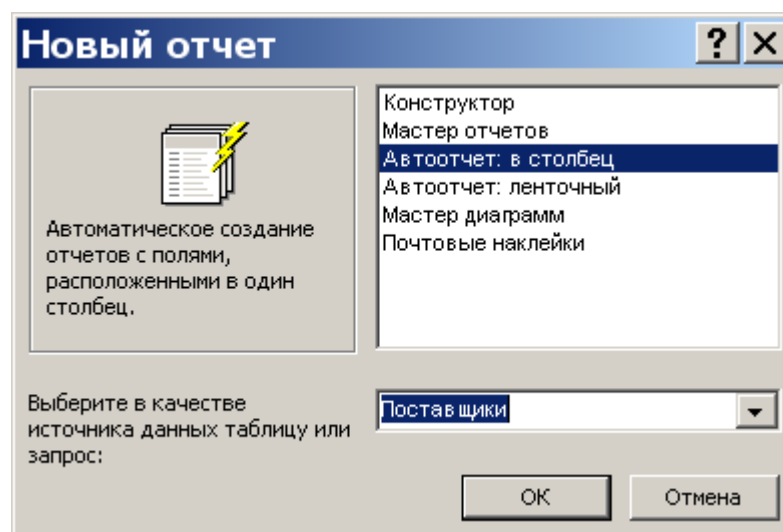 Новый отчет
Конструктор
Мастер отчетов
Автоотчет: в столбец
Автоотчет: ленточный
Мастер диаграмм
Почтовые наклейки
Автоматическое создание
отчетов с полями,
расположенными в один
столбец.
Выберите в качестве
источника данных таблицу или
запрос:
Поставщики
ОК
Отмена